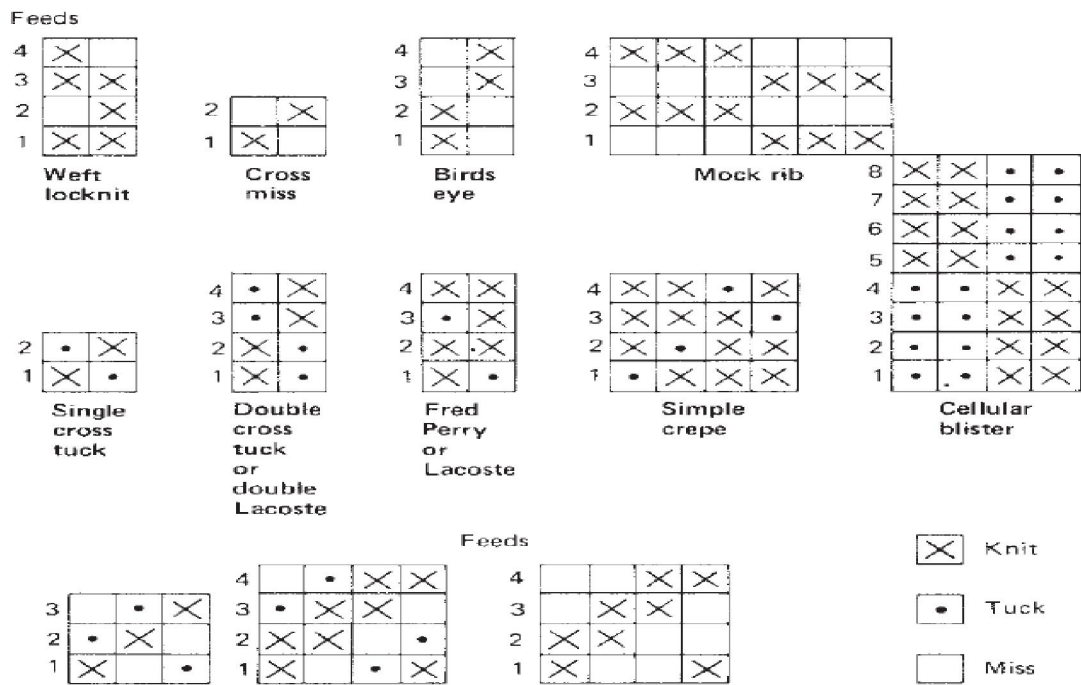 Feeds
4
3
2
1
Weft
locknit
2
1
Cross
miss
4
3
2
1
Birds
eye
4
3
2
1
Mock rib
2
1
Single
cross
tuck
4
3
2
1
Double
cross
tuck
or
double
Lacoste
4
3
2
1
Fred
Perry
or
Lacoste
4
3
2
1
Simple
crepe
8
7
6
5
4
3
2
1
Cellular
blister
Feeds
3
2
1
4
3
2
1
4
3
2
1
Knit
Tuck
Miss